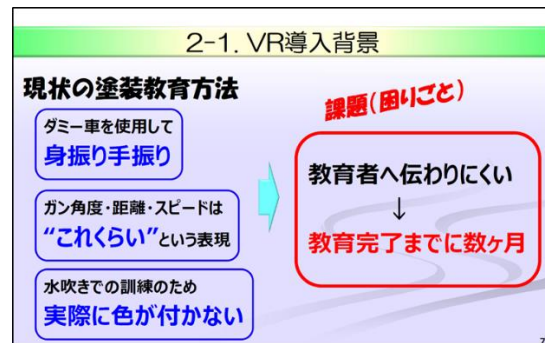 2-1. VR導入背景
現状の塗装教育方法
ダミー車を使用して
身振り手振り
ガン角度・距離・スピードは
“これくらい”という表現
水吹きでの訓練のため
実際に色が付かない
課題(困りごと)
教育者へ伝わりにくい
↓
教育完了までに数ヶ月